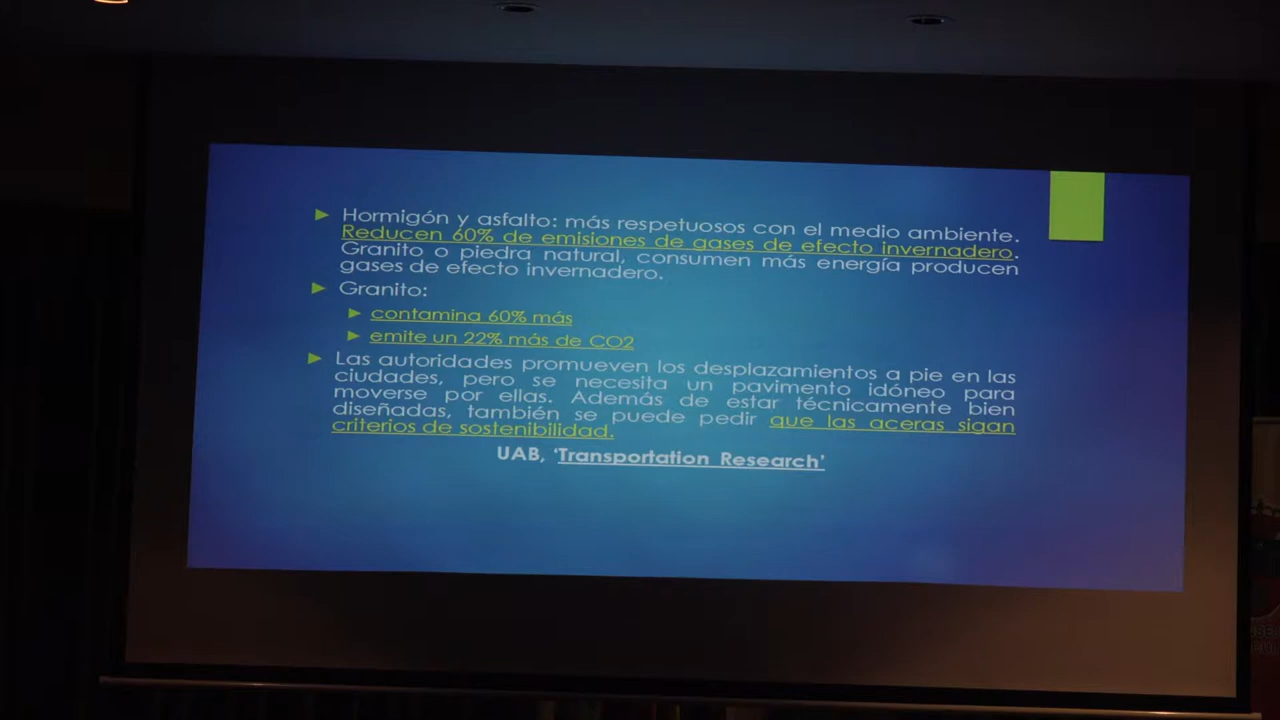 Hormigón y asfalto: más respetuosos con el medio ambiente.
Reducen 60% de emisiones de gases de efecto invernadero.
Granito o piedra natural, consumen más energía producen
gases de efecto invernadero.
Granito:
contamina 60% más
emite un 22% más de CO2
Las autoridades promueven los desplazamientos a pie en las
ciudades, pero se necesita un pavimento idóneo para
moverse por ellas. Además de estar técnicamente bien
diseñadas, también se puede pedir que las aceras sigan
criterios de sostenibilidad.
UAB, ‘Transportation Research’